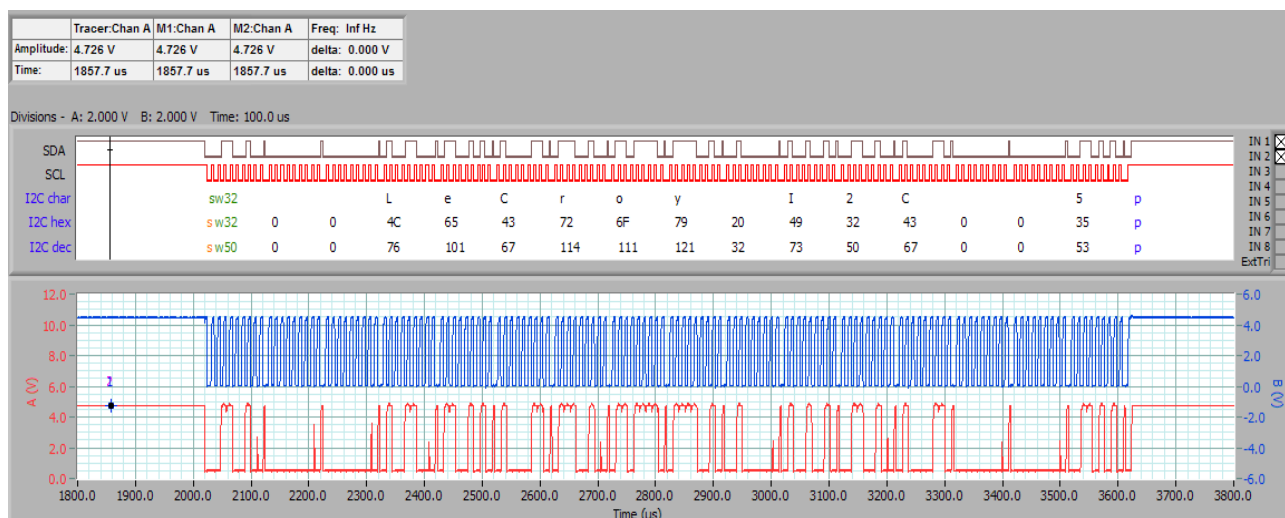 Tracer:Chan A M1:Chan A M2:Chan A Freq: Inf Hz
Amplitude: 4.726 V 4.726 V 4.726 V delta: 0.000 V
Time: 1857.7 us 1857.7 us 1857.7 us delta: 0.000 us
Divisions - A: 2.000 V B: 2.000 V Time: 100.0 us
SDA
SCL
I2C char sw32 L e C r o y I 2 C 5 p
I2C hex s w32 0 0 4C 65 43 72 6F 79 20 49 32 43 0 0 35 p
I2C dec s w50 0 0 76 101 67 114 111 121 32 73 50 67 0 0 53 p
IN 1
IN 2
IN 3
IN 4
IN 5
IN 6
IN 7
IN 8
ExtTri
12.0
10.0
8.0
6.0
4.0
2.0
0.0
A (V)
2
6.0
4.0
2.0
0.0
-2.0
-4.0
-6.0
B (V)
1800.0 1900.0 2000.0 2100.0 2200.0 2300.0 2400.0 2500.0 2600.0 2700.0 2800.0 2900.0 3000.0 3100.0 3200.0 3300.0 3400.0 3500.0 3600.0 3700.0 3800.0
Time (us)